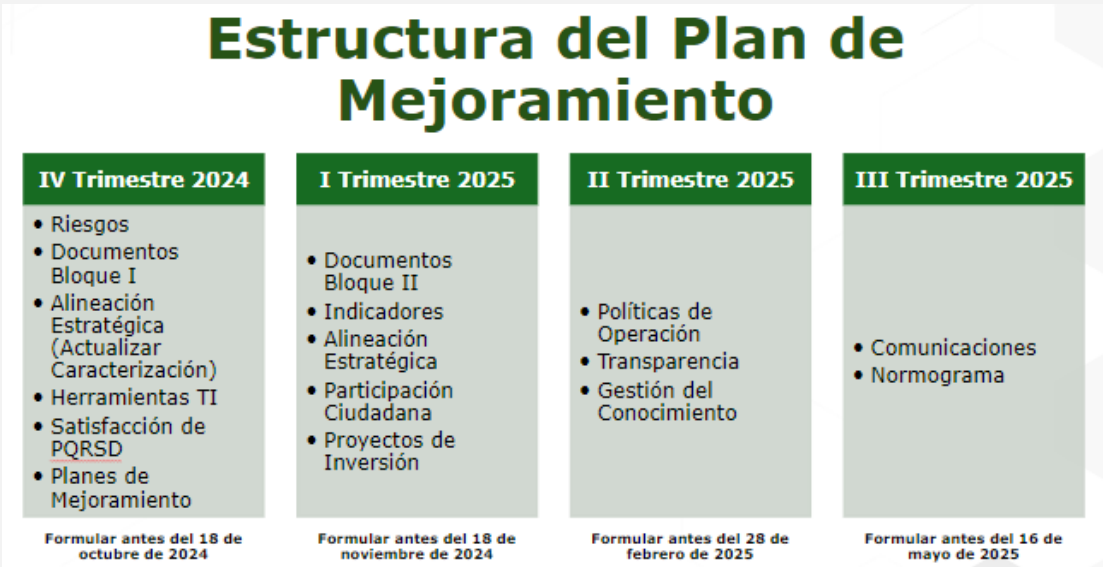 Estructura del Plan de
Mejoramiento
IV Trimestre 2024
• Riesgos
• Documentos
Bloque I
• Alineación
Estratégica
(Actualizar
Caracterización)
• Herramientas TI
• Satisfacción de
PQRSD
• Planes de
Mejoramiento
Formular antes del 18 de
octubre de 2024
I Trimestre 2025
• Documentos
Bloque II
• Indicadores
• Alineación
Estratégica
• Participación
Ciudadana
• Proyectos de
Inversión
Formular antes del 18 de
noviembre de 2024
II Trimestre 2025
• Políticas de
Operación
• Transparencia
• Gestión del
Conocimiento
Formular antes del 28 de
febrero de 2025
III Trimestre 2025
• Comunicaciones
• Normograma
Formular antes del 16 de
mayo de 2025